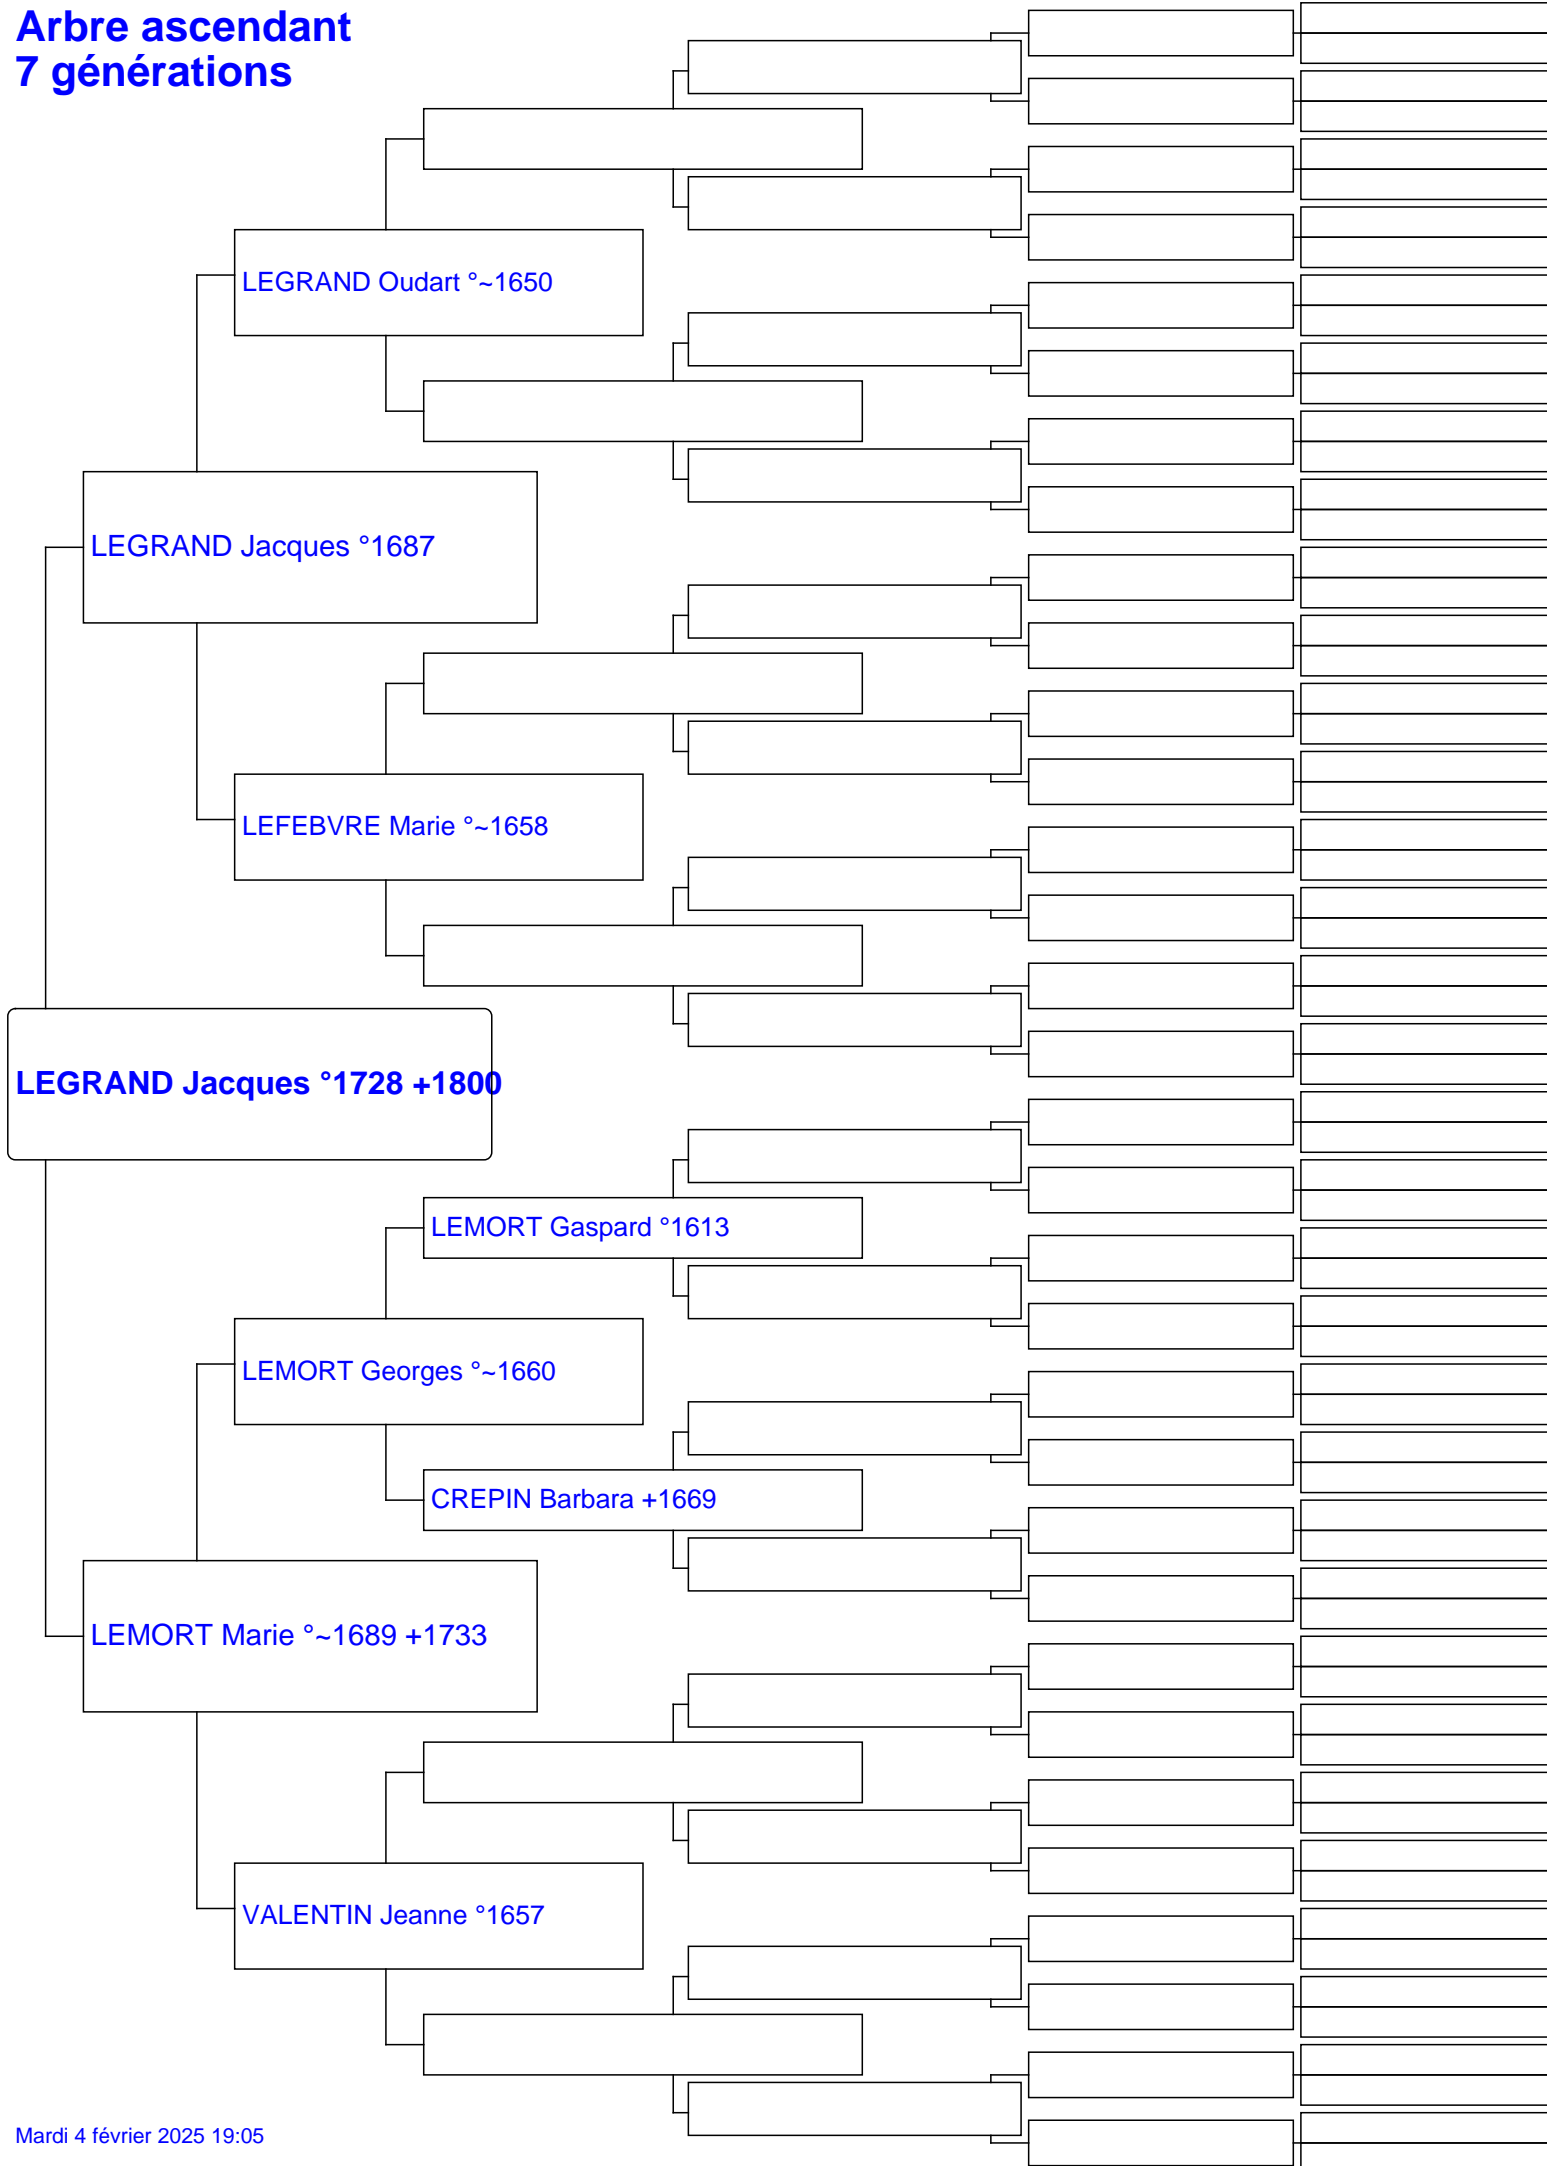 Arbre ascendant
7 générations
LEGRAND Oudart °~1650
LEGRAND Jacques °1687
LEFEBVRE Marie °~1658
LEGRAND Jacques °1728 +1800
LEMORT Gaspard °1613
LEMORT Georges °~1660
CREPIN Barbara +1669
LEMORT Marie °~1689 +1733
VALENTIN Jeanne °1657
Mardi 4 février 2025 19:05